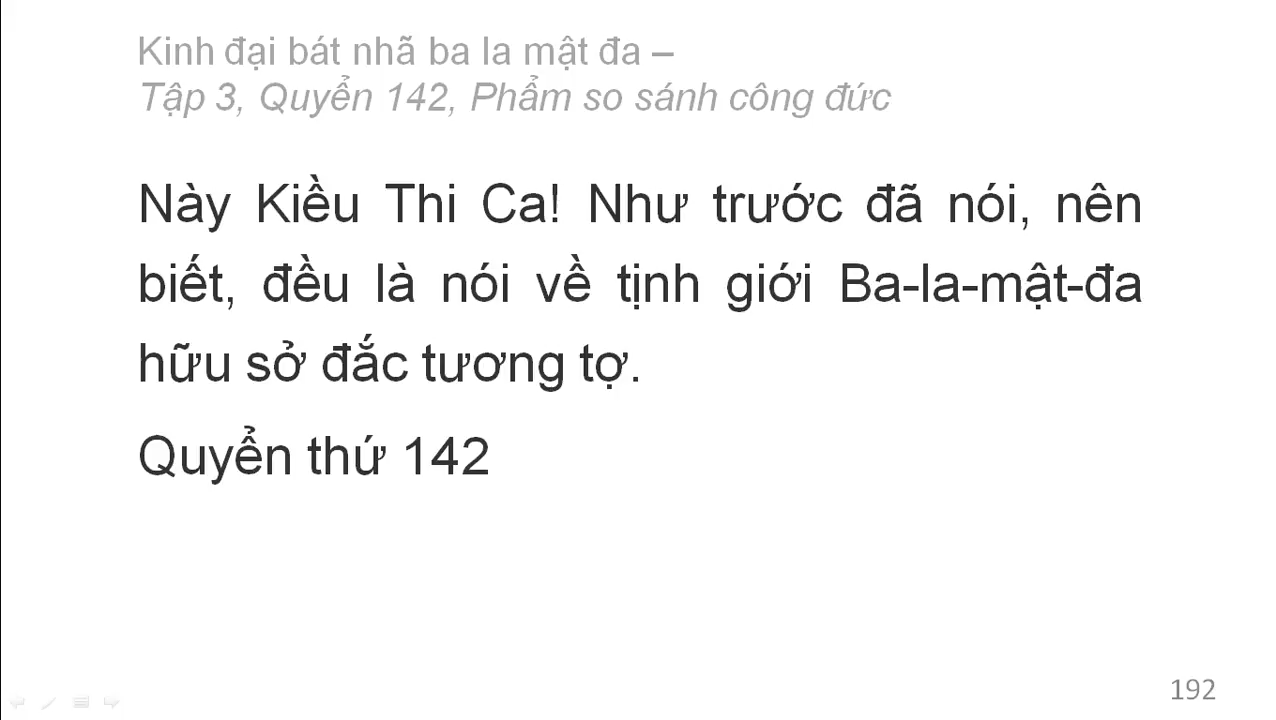 Kinh đại bát nhã ba la mật đa –
Tập 3, Quyển 142, Phẩm so sánh công đức
Này Kiều Thi Ca! Như trước đã nói, nên
biết, đều là nói về tịnh giới Ba-la-mật-đa
hữu sở đắc tương tợ.
Quyển thứ 142
192